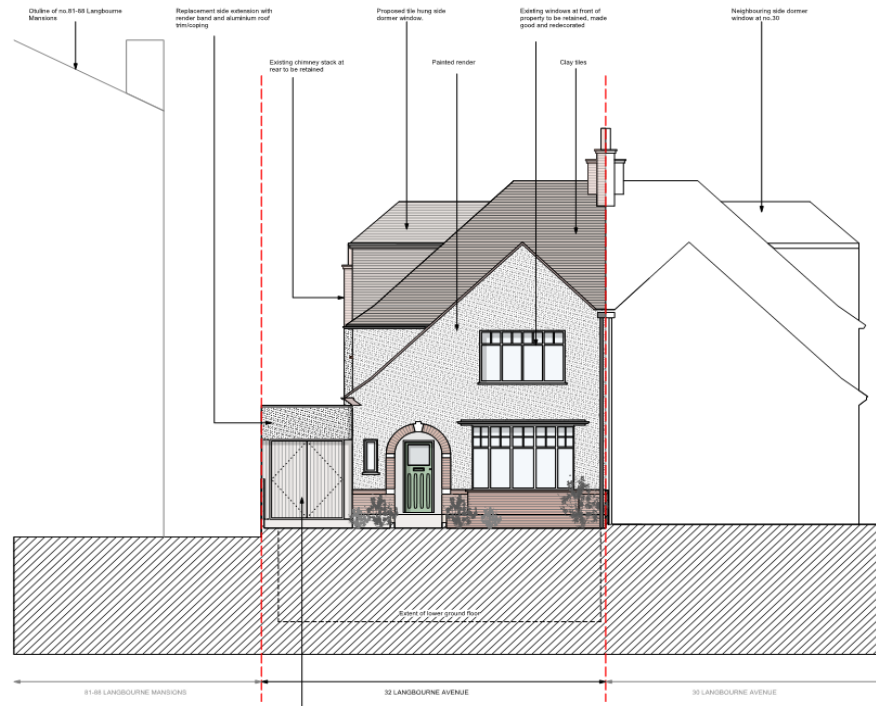 Otuline of no.81-68 Langbourne
Mansions
Replacement side extension with
render band and aluminium roof
trim/coping
Proposed tile hung side
dormer window.
Existing windows at front of
property to be retained, made
good and redecorated
Neighbouring side dormer
window at no.30
Existing chimney stack at
rear to be retained
Painted render
Clay tiles
Extent of lower ground floor
81-68 LANGBOURNE MANSIONS
32 LANGBOURNE AVENUE
30 LANGBOURNE AVENUE